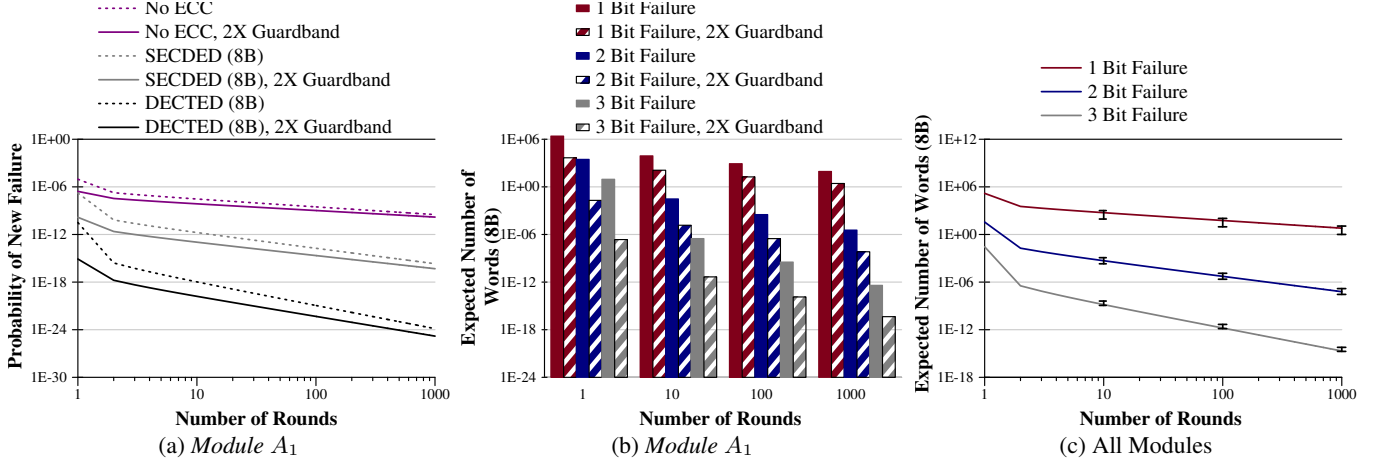 No ECC
No ECC, 2X Guardband
SECDED (8B)
SECDED (8B), 2X Guardband
DECTED (8B)
DECTED (8B), 2X Guardband
Probability of New Failure
1E+00
1E-06
1E-12
1E-18
1E-24
1E-30
1 10 100 1000
Number of Rounds
(a) Module A1
1 Bit Failure
1 Bit Failure, 2X Guardband
2 Bit Failure
2 Bit Failure, 2X Guardband
3 Bit Failure
3 Bit Failure, 2X Guardband
Expected Number of
Words (8B)
1E+06
1E+00
1E-06
1E-12
1E-18
1E-24
1 10 100 1000
Number of Rounds
(b) Module A1
1 Bit Failure
2 Bit Failure
3 Bit Failure
Expected Number of Words (8B)
1E+12
1E+06
1E+00
1E-06
1E-12
1E-18
1 10 100 1000
Number of Rounds
(c) All Modules